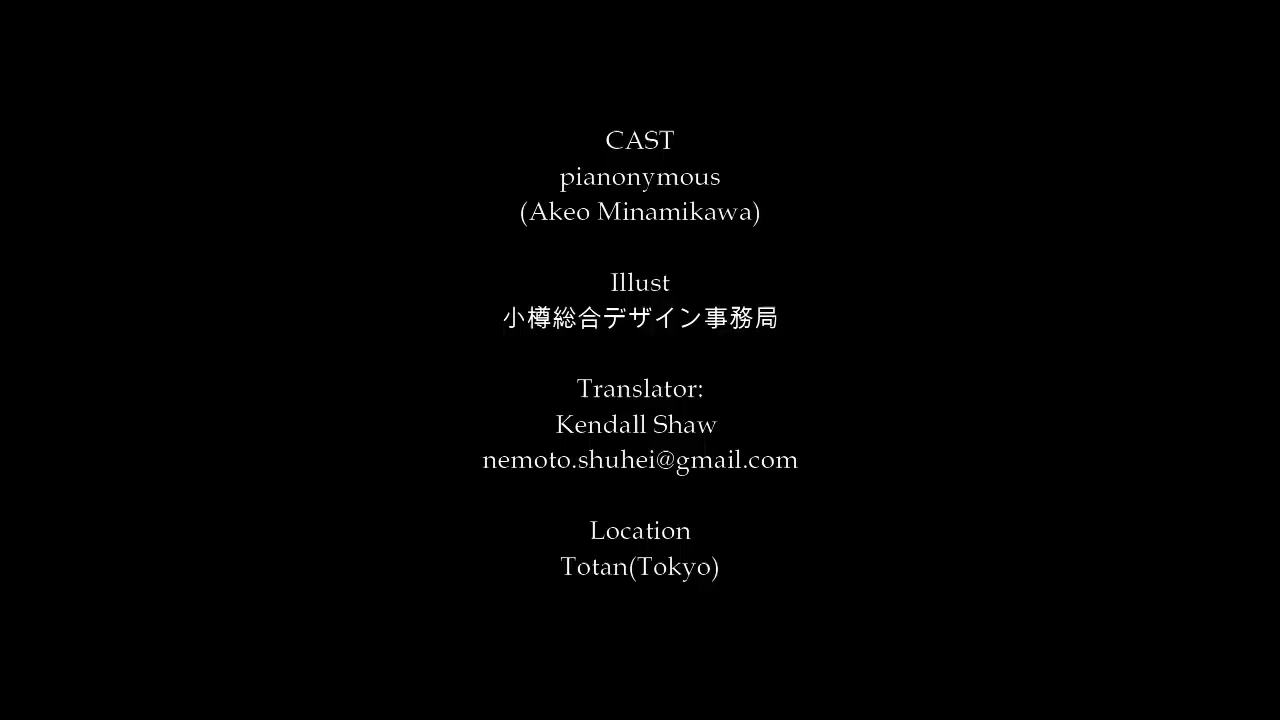 CAST
pianonymous
(Akeo Minamikawa)
Illust
小樽総合デザイン事務局
Translator:
Kendall Shaw
nemoto.shuhei@gmail.com
Location
Totan(Tokyo)